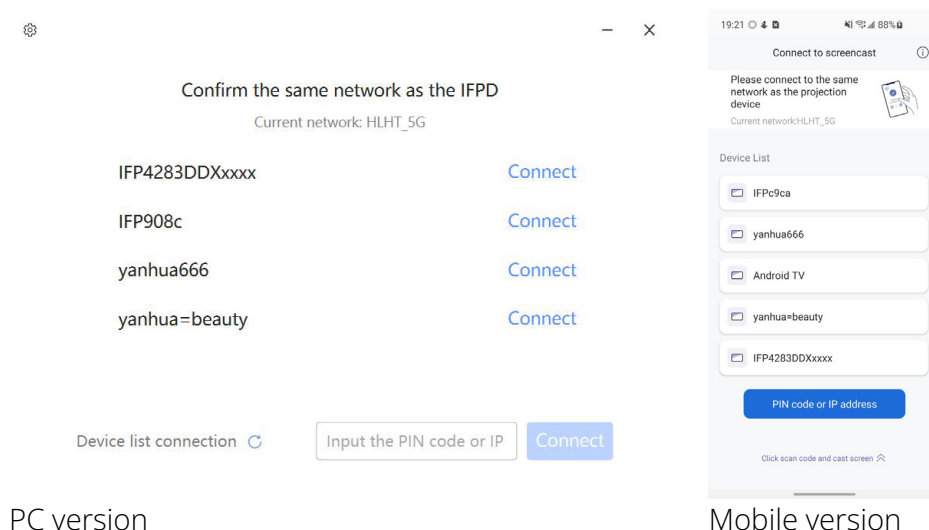 Confirm the same network as the IFPD
Current network: HLHT_5G
IFP4283DDXxxxx Connect
IFP908c Connect
yanhua666 Connect
yanhua=beauty Connect
Device list connection Input the PIN code or IP Connect
PC version
19:21 88%
Connect to screencast
Please connect to the same
network as the projection
device
Current network:HLHT_5G
Device List
IFPc9ca
yanhua666
Android TV
yanhua=beauty
IFP4283DDXxxxx
PIN code or IP address
Click scan code and cast screen
Mobile version